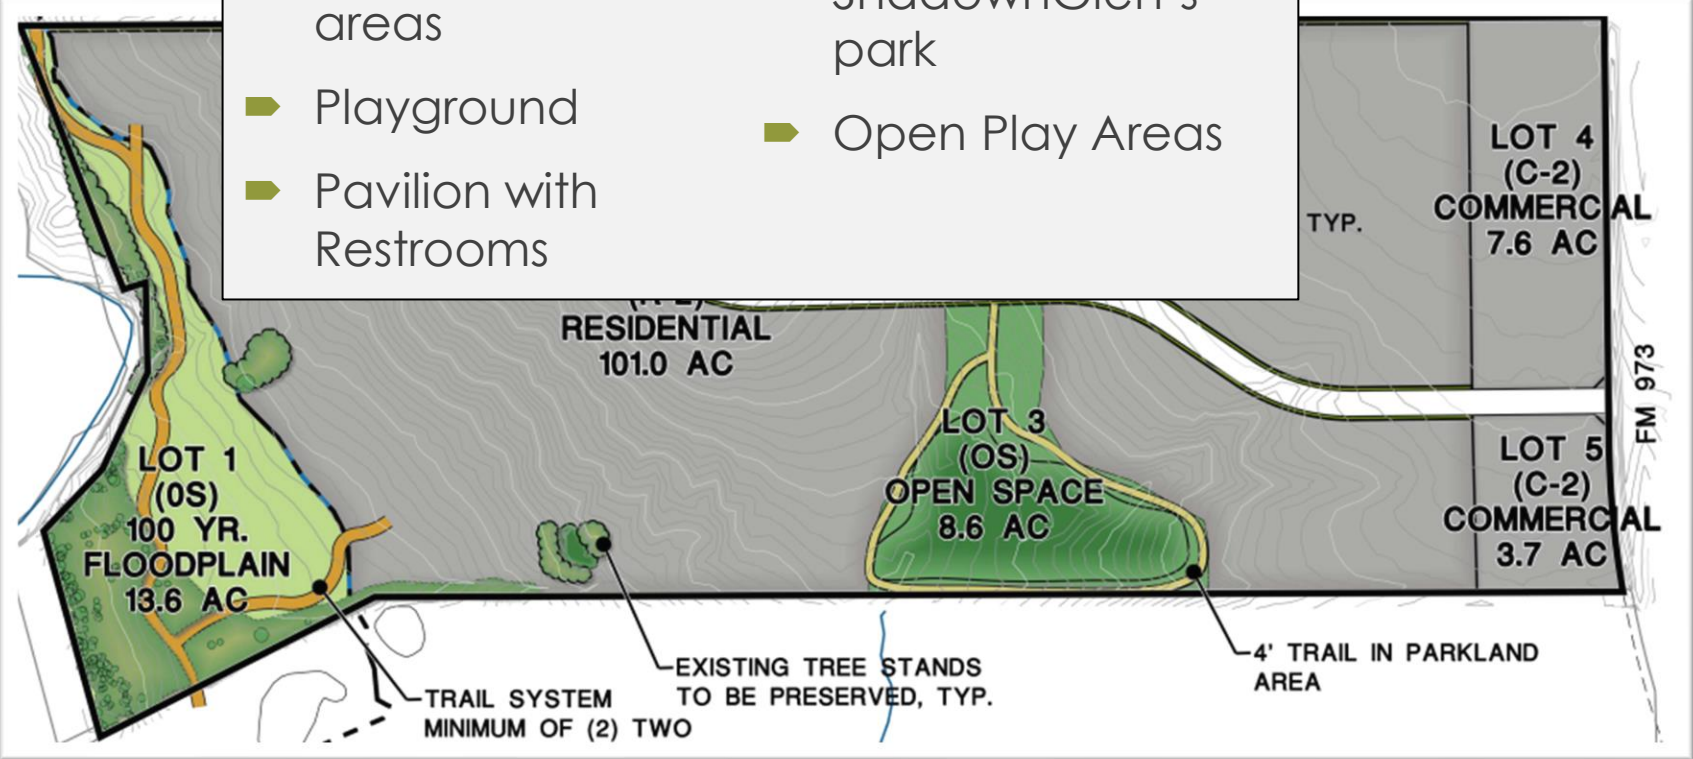 areas
Playground
Pavilion with
Restrooms
park
Open Play Areas
TYP.
LOT 4
(C-2)
COMMERCIAL
7.6 AC
RESIDENTIAL
101.0 AC
FM 973
LOT 3
(OS)
OPEN SPACE
8.6 AC
LOT 5
(C-2)
COMMERCIAL
3.7 AC
LOT 1
(0S)
100 YR.
FLOODPLAIN
13.6 AC
EXISTING TREE STANDS
TO BE PRESERVED, TYP.
4' TRAIL IN PARKLAND
AREA
TRAIL SYSTEM
MINIMUM OF (2) TWO